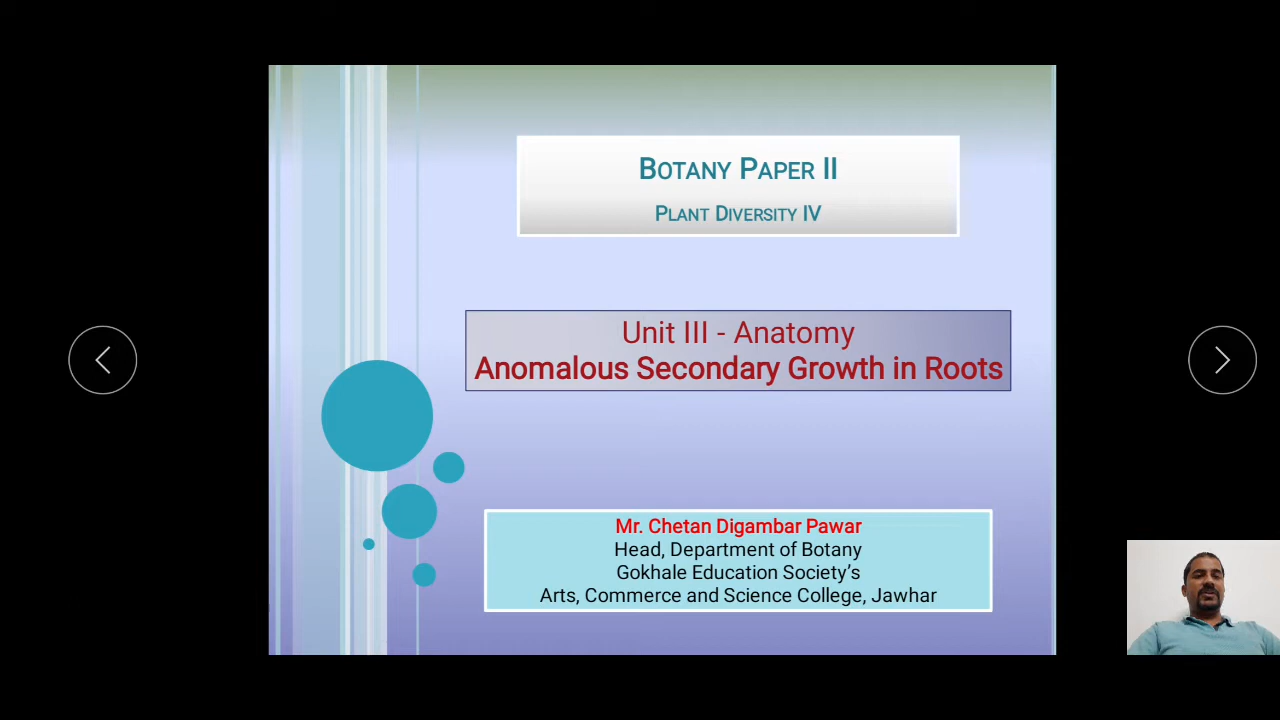 Botany Paper II
Plant Diversity IV
Unit III - Anatomy
Anomalous Secondary Growth in Roots
Mr. Chetan Digambar Pawar
Head, Department of Botany
Gokhale Education Society's
Arts, Commerce and Science College, Jawhar